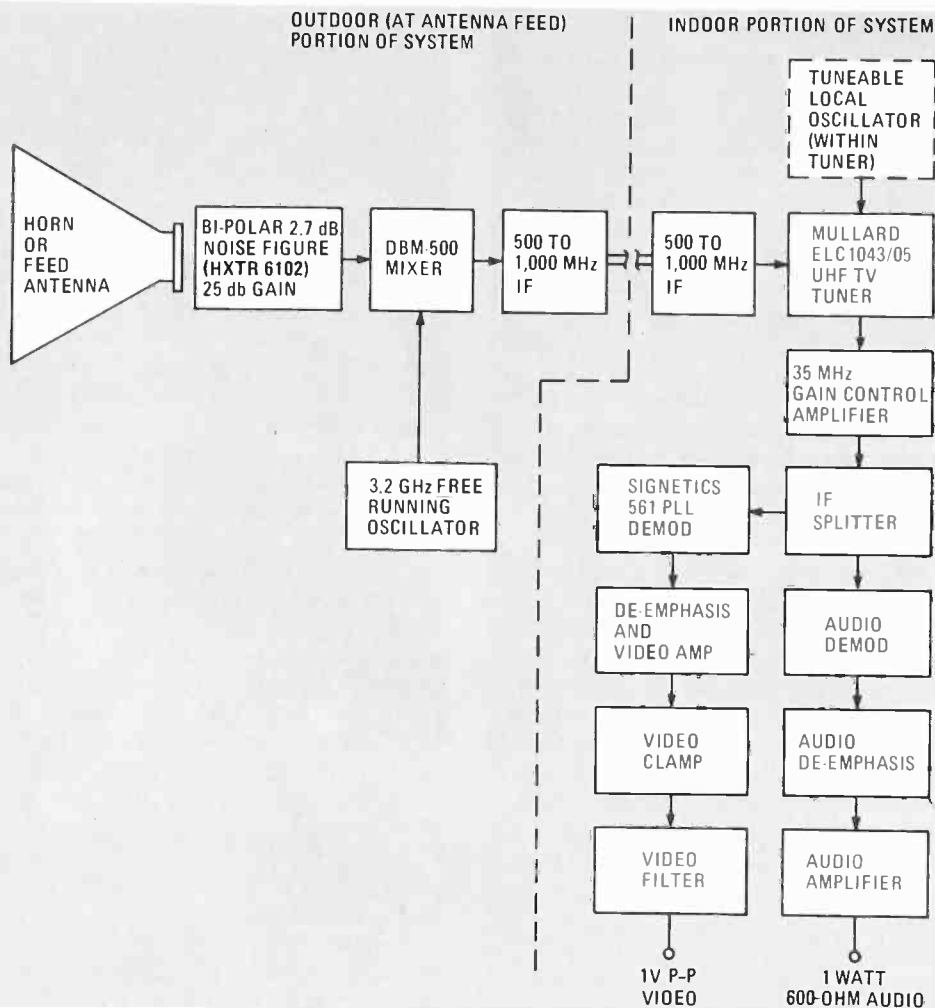 OUTDOOR (AT ANTENNA FEED)
PORTION OF SYSTEM
INDOOR PORTION OF SYSTEM
TUNEABLE
LOCAL
OSCILLATOR
(WITHIN
TUNER)
HORN
OR
FEED
ANTENNA
BI-POLAR 2.7 dB
NOISE FIGURE
(HXTR 6102)
25 db GAIN
DBM-500
MIXER
500 TO
1,000 MHz
IF
500 TO
1,000 MHz
IF
MULLARD
ELC1043/05
UHF TV
TUNER
35 MHz
GAIN CONTROL
AMPLIFIER
3.2 GHz FREE
RUNNING
OSCILLATOR
SIGNETICS
561 PLL
DEMOD
IF
SPLITTER
DE-EMPHASIS
AND
VIDEO AMP
AUDIO
DEMOD
VIDEO
CLAMP
AUDIO
DE-EMPHASIS
VIDEO
FILTER
AUDIO
AMPLIFIER
1V P-P
VIDEO
1 WATT
600-OHM AUDIO